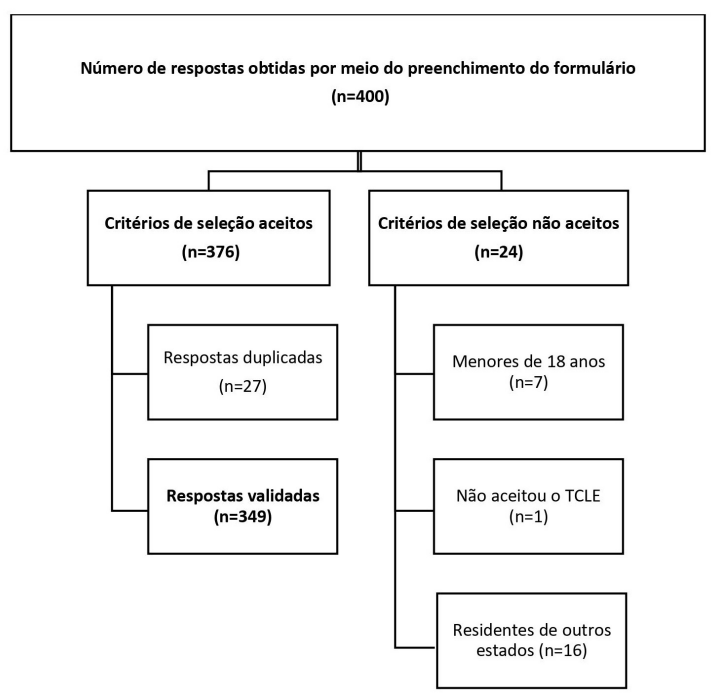 Número de respostas obtidas por meio do preenchimento do formulário
(n=400)
Critérios de seleção aceitos
(n=376)
Critérios de seleção não aceitos
(n=24)
Respostas duplicadas
(n=27)
Menores de 18 anos
(n=7)
Respostas validadas
(n=349)
Não aceitou o TCLE
(n=1)
Residentes de outros
estados (n=16)